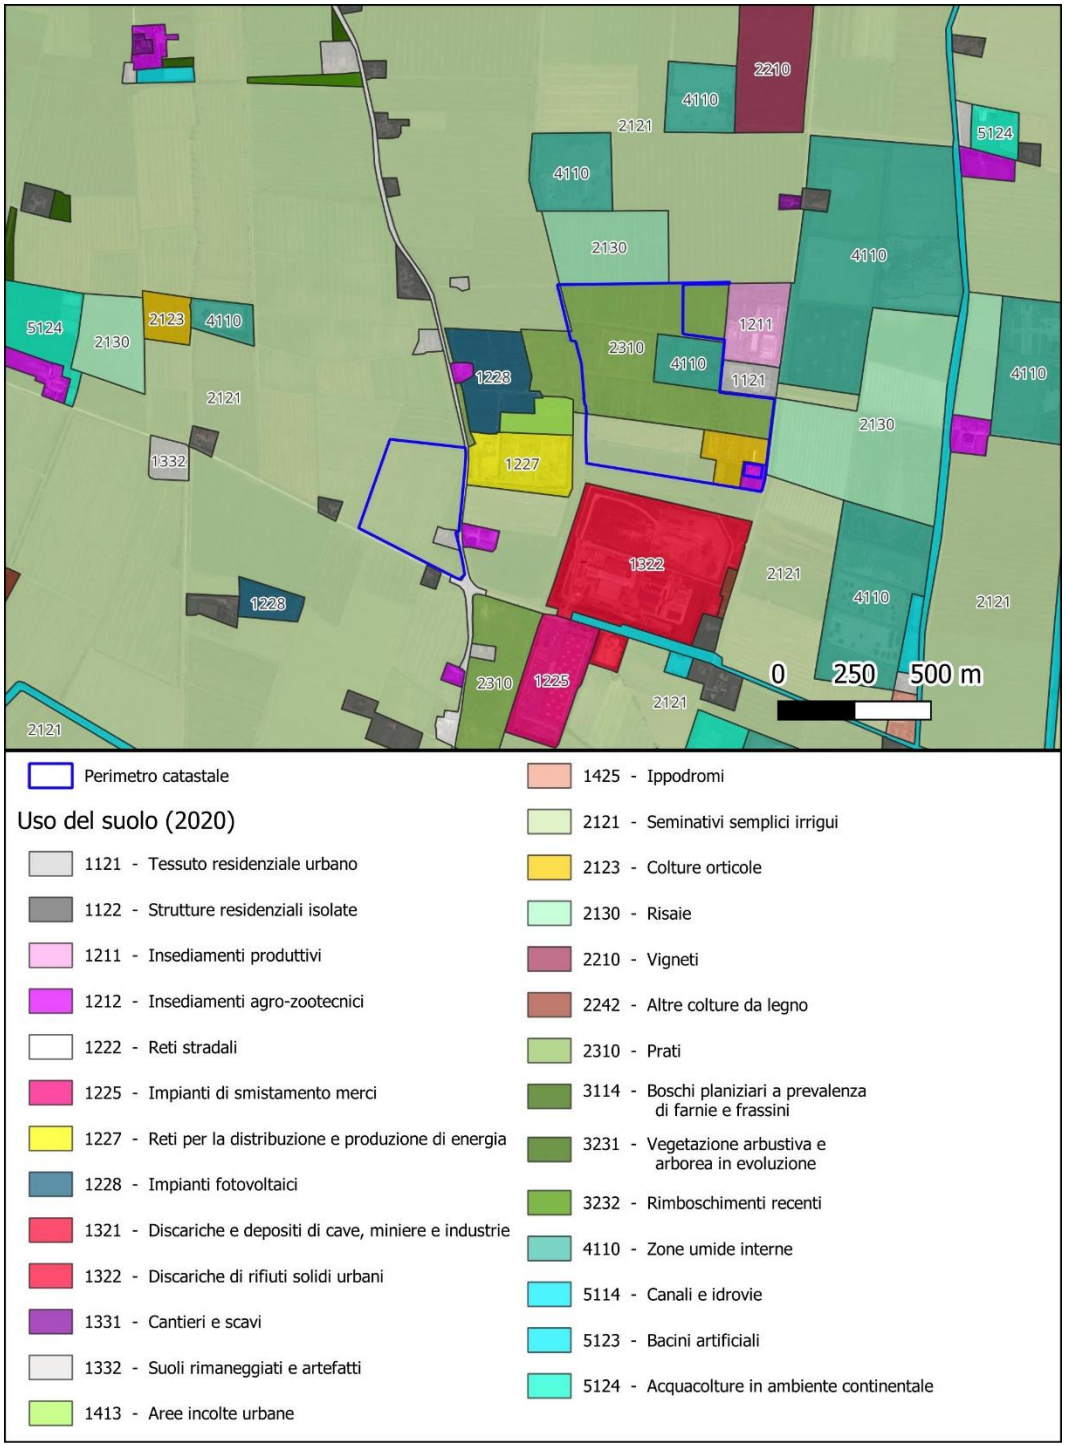 2210
4110
2121
5124
4110
2130
4110
5124
2130
2123
4110
1211
2310
4110
1121
4110
1228
2121
2130
1332
1227
1322
2121
4110
2121
1228
0 250 500 m
2310
1225
2121
2121
Perimetro catastale
Uso del suolo (2020)
1121 - Tessuto residenziale urbano
1122 - Strutture residenziali isolate
1211 - Insediamenti produttivi
1212 - Insediamenti agro-zootecnici
1222 - Reti stradali
1225 - Impianti di smistamento merci
1227 - Reti per la distribuzione e produzione di energia
1228 - Impianti fotovoltaici
1321 - Discariche e depositi di cave, miniere e industrie
1322 - Discariche di rifiuti solidi urbani
1331 - Cantieri e scavi
1332 - Suoli rimaneggiati e artefatti
1413 - Aree incolte urbane
1425 - Ippodromi
2121 - Seminativi semplici irrigui
2123 - Colture orticole
2130 - Risaie
2210 - Vigneti
2242 - Altre colture da legno
2310 - Prati
3114 - Boschi planiziari a prevalenza
di farnie e frassini
3231 - Vegetazione arbustiva e
arborea in evoluzione
3232 - Rimboschimenti recenti
4110 - Zone umide interne
5114 - Canali e idrovie
5123 - Bacini artificiali
5124 - Acquacolture in ambiente continentale